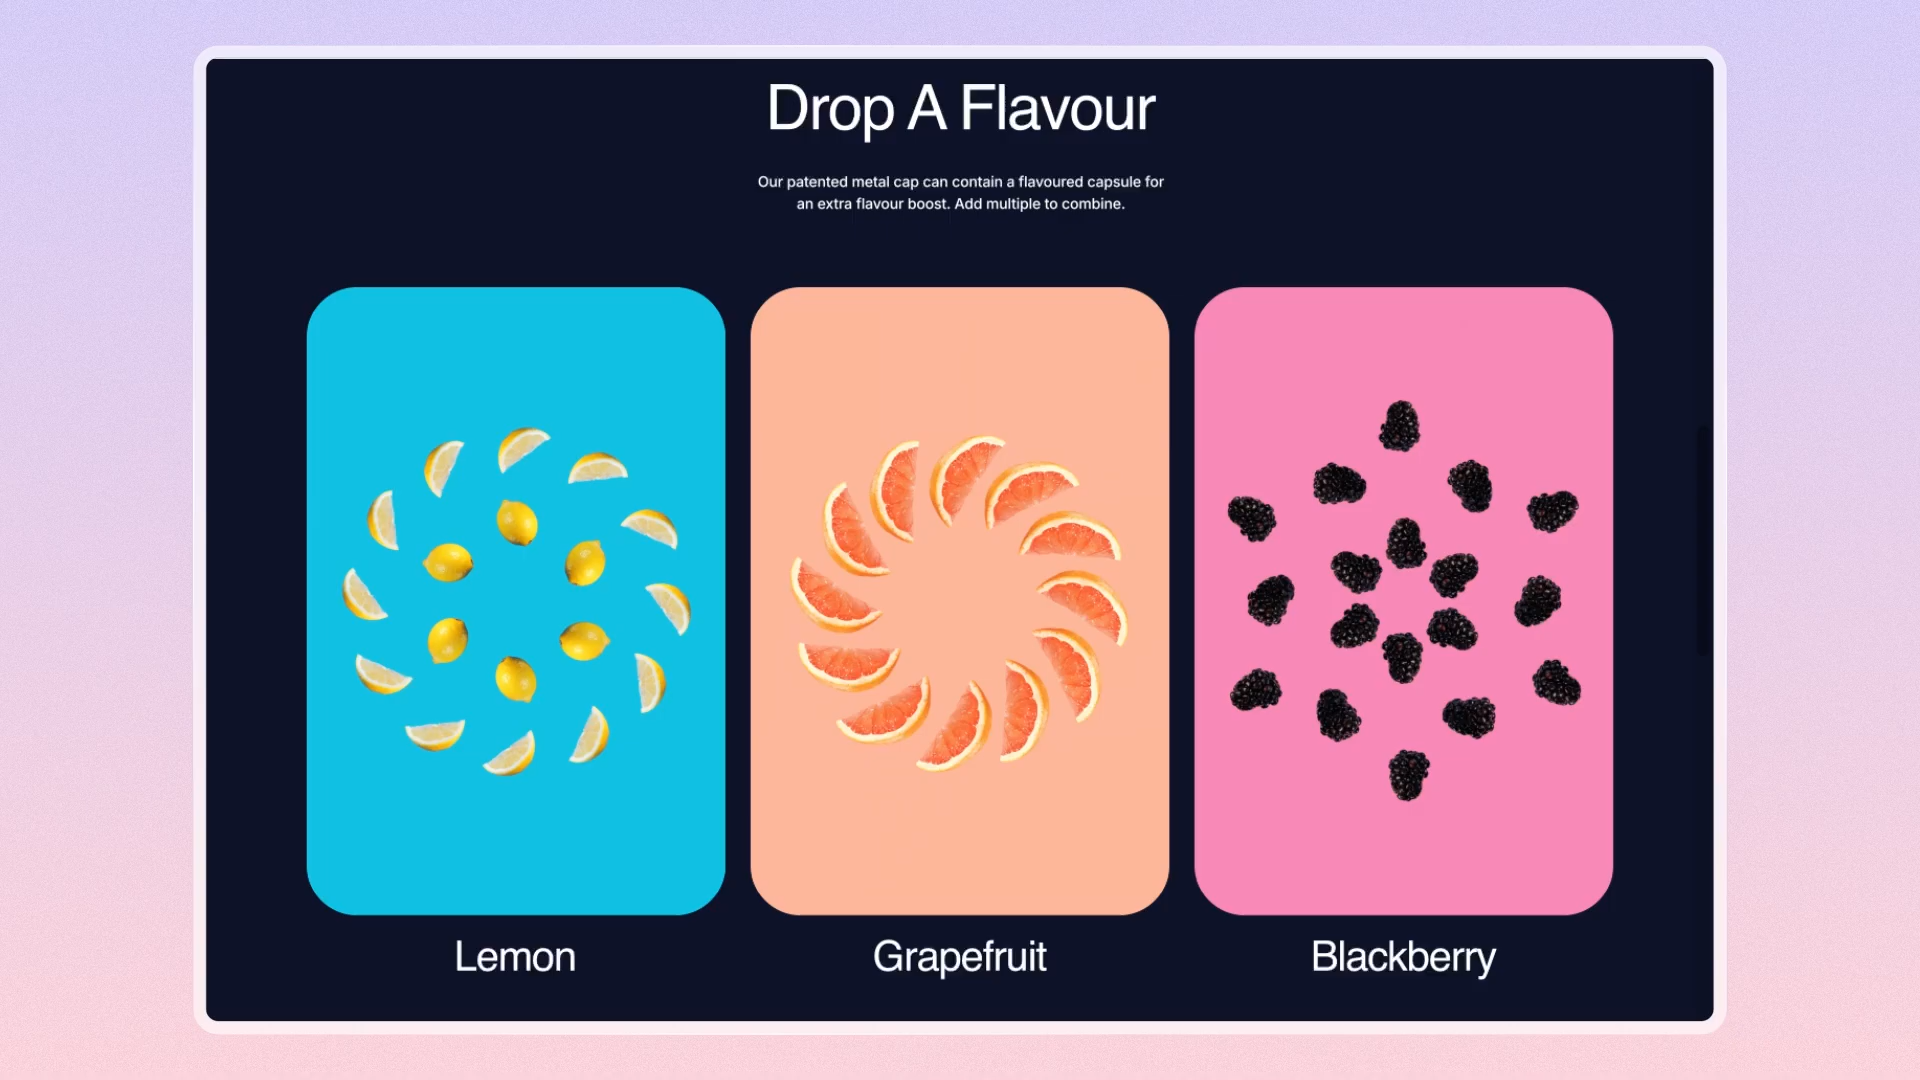 Drop A Flavour
Our patented metal cap can contain a flavoured capsule for
an extra flavour boost. Add multiple to combine.
Lemon
Grapefruit
Blackberry